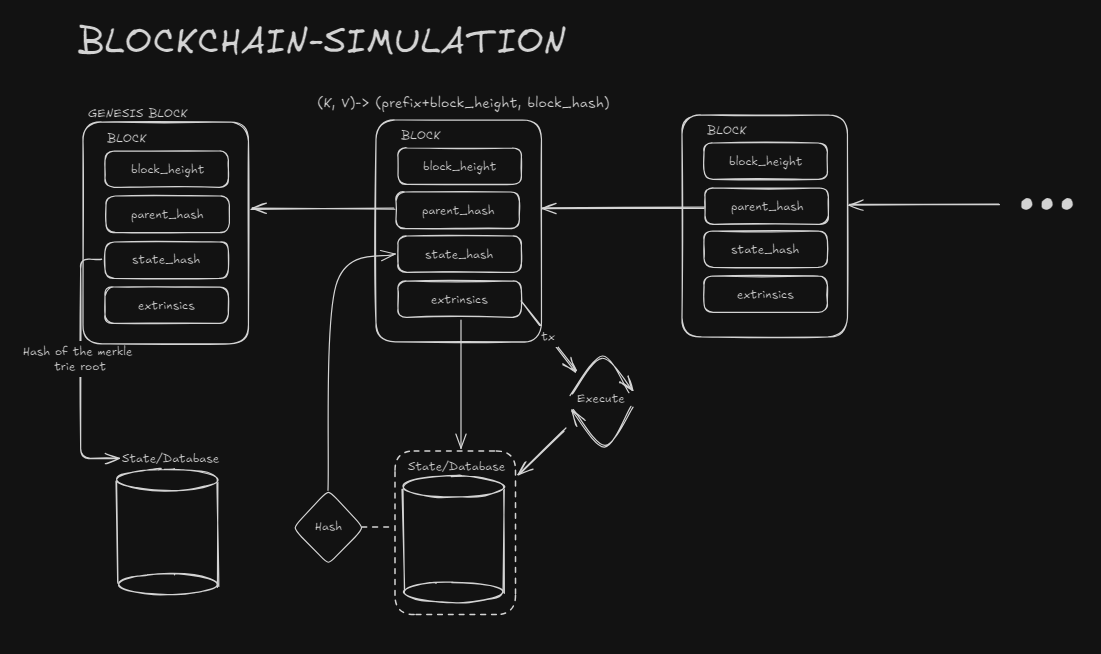 BLOCKCHAIN-SIMULATION
(K, V)-> (prefix+block_height, block_hash)
GENESIS BLOCK
BLOCK
block_height
parent_hash
state_hash
extrinsics
Hash of the merkle
trie root
State/Database
BLOCK
block_height
parent_hash
state_hash
extrinsics
tx
Execute
State/Database
Hash
BLOCK
block_height
parent_hash
state_hash
extrinsics